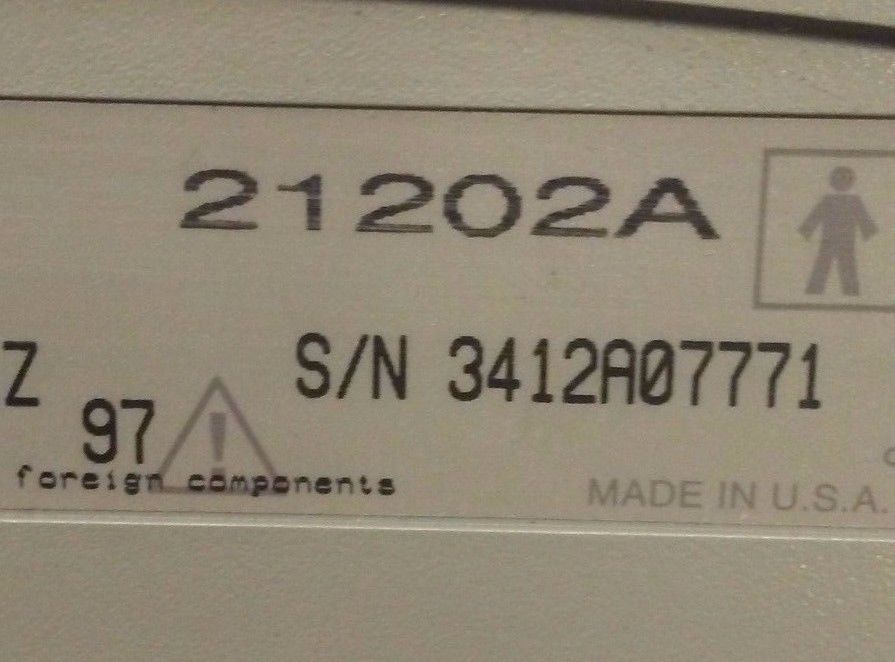 21202A
Z
S/N 3412A07771
97
foreign components
MADE IN U.S.A.